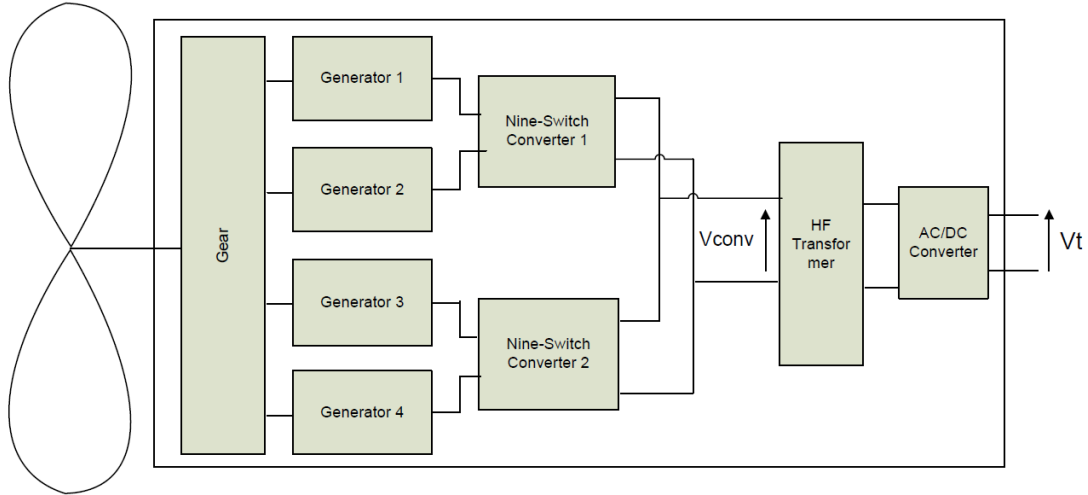 Gear
Generator 1
Generator 2
Generator 3
Generator 4
Nine-Switch
Converter 1
Nine-Switch
Converter 2
Vconv
HF
Transfor
mer
AC/DC
Converter
Vt